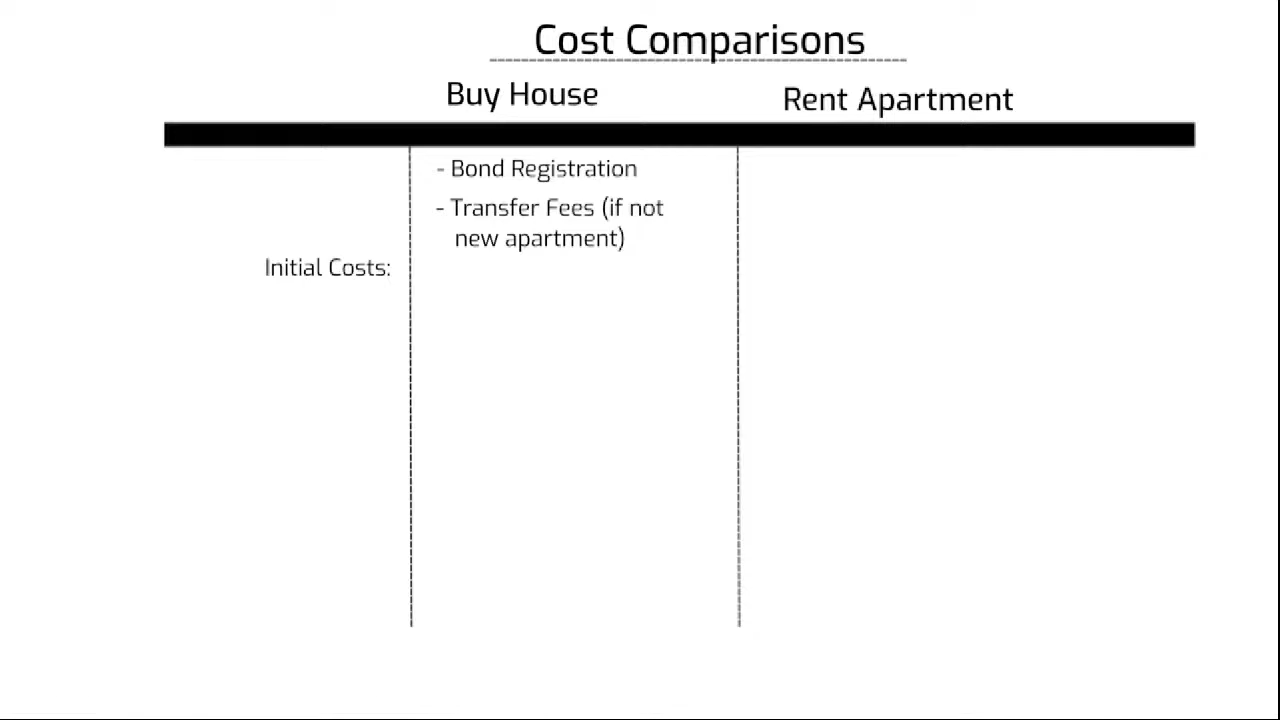 Cost Comparisons
Buy House
Rent Apartment
- Bond Registration
- Transfer Fees (if not
new apartment)
Initial Costs: